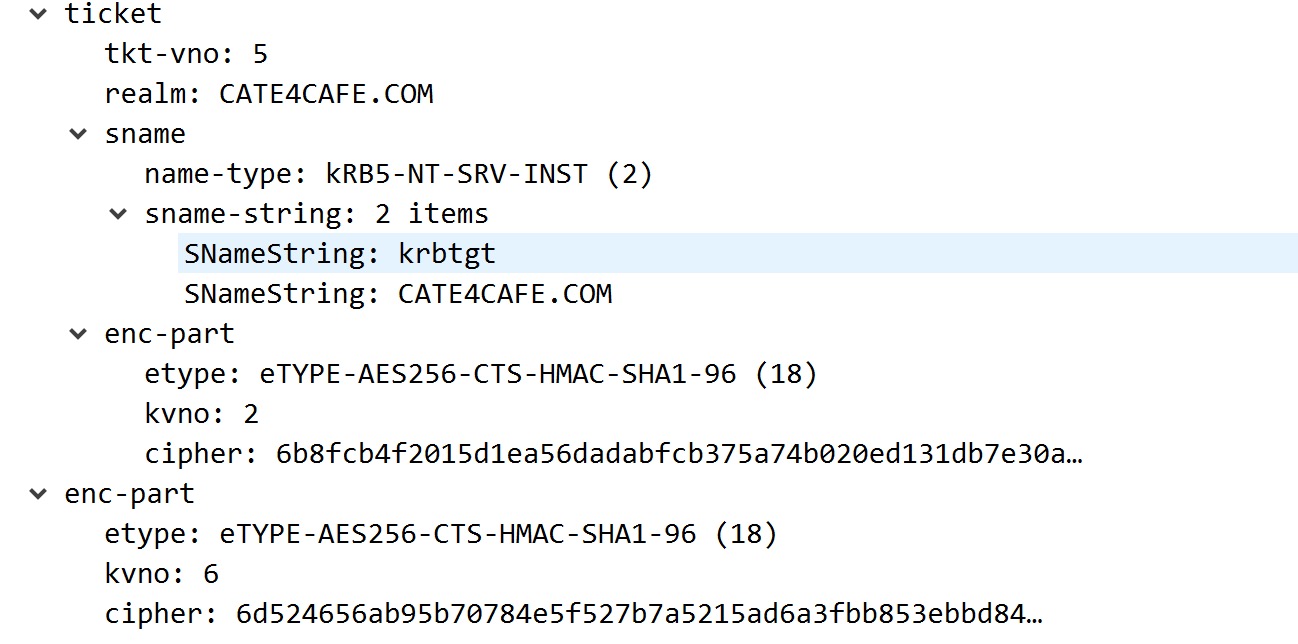 ticket
tkt-vno: 5
realm: CATE4CAFE.COM
sname
name-type: kRB5-NT-SRV-INST (2)
sname-string: 2 items
SNameString: krbtgt
SNameString: CATE4CAFE.COM
enc-part
etype: eTYPE-AES256-CTS-HMAC-SHA1-96 (18)
kvno: 2
cipher: 6b8fcb4f2015d1ea56dadabfcb375a74b020ed131db7e30a…
enc-part
etype: eTYPE-AES256-CTS-HMAC-SHA1-96 (18)
kvno: 6
cipher: 6d524656ab95b70784e5f527b7a5215ad6a3fbb853ebbd84…